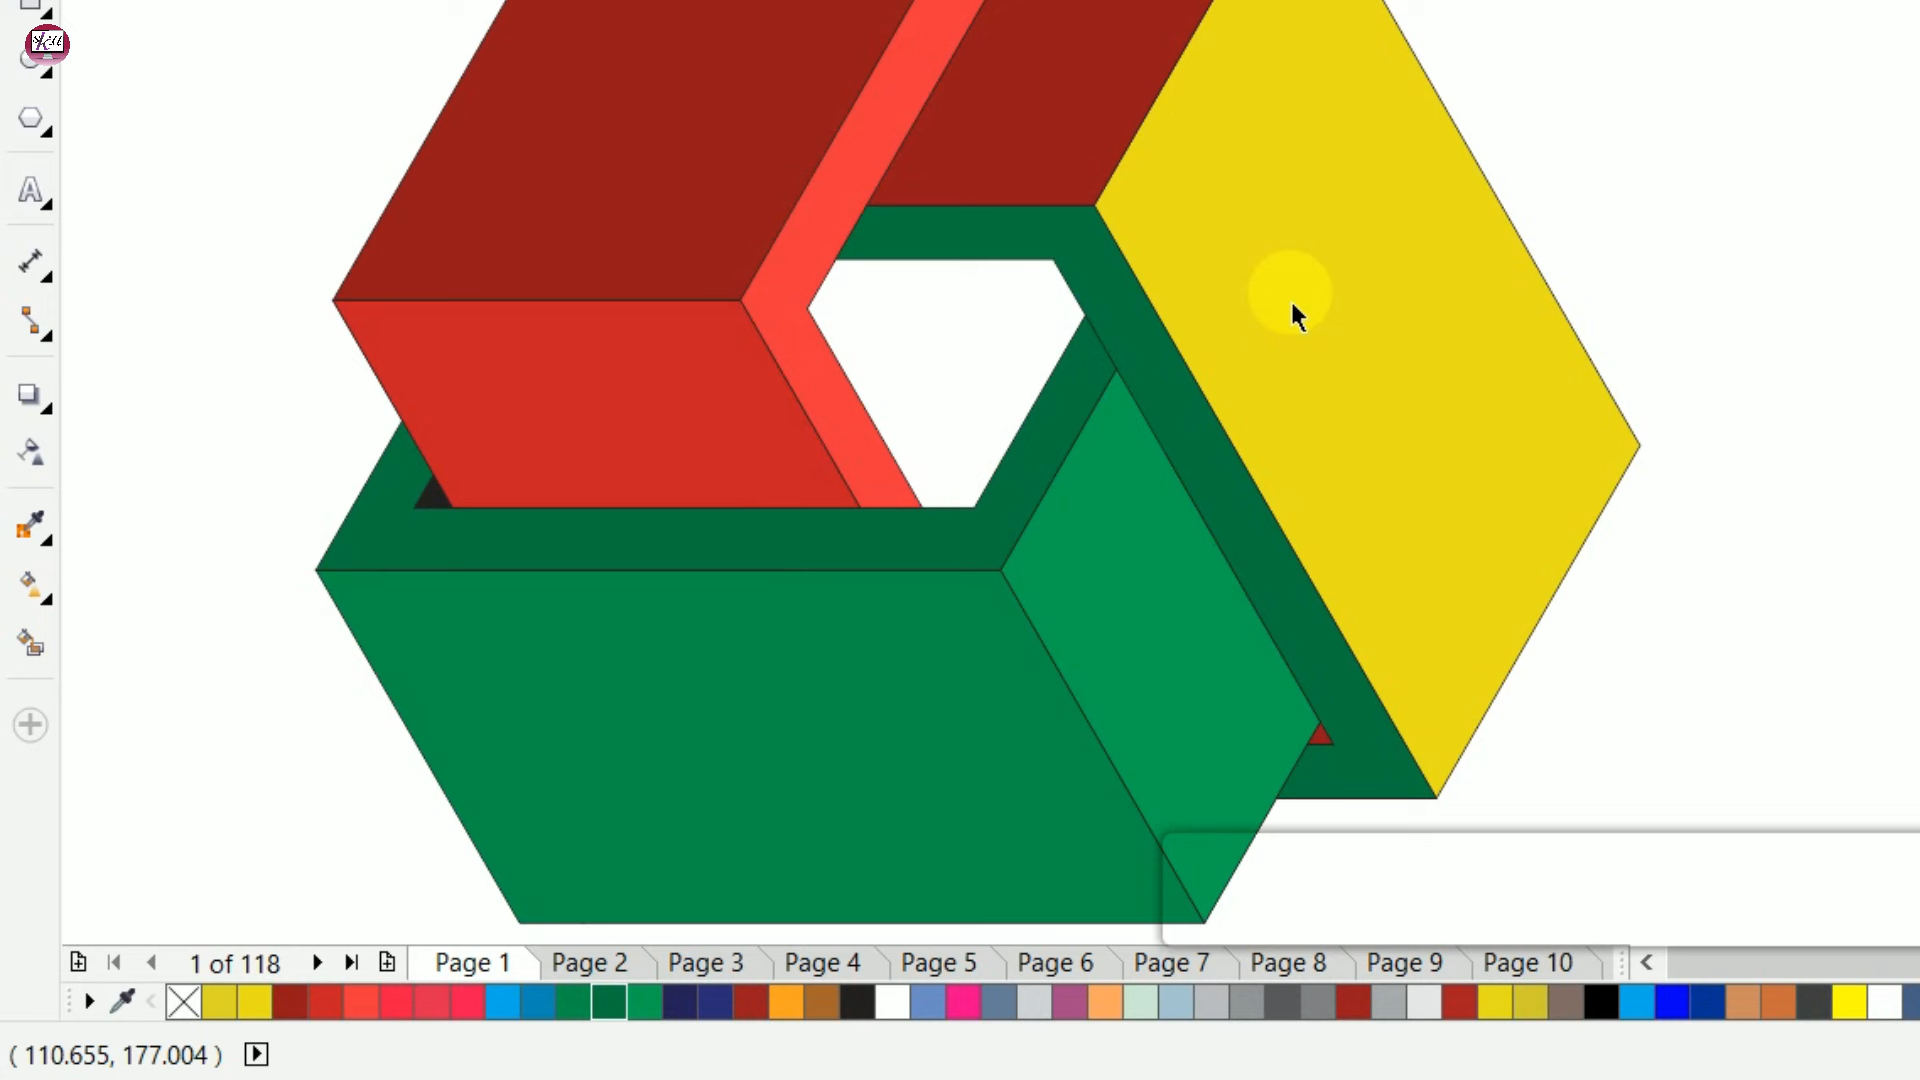 1 of 118
Page 1
Page 2
Page 3
Page 4
Page 5
Page 6
Page 7
Page 8
Page 9
Page 10
( 110.655, 177.004 )